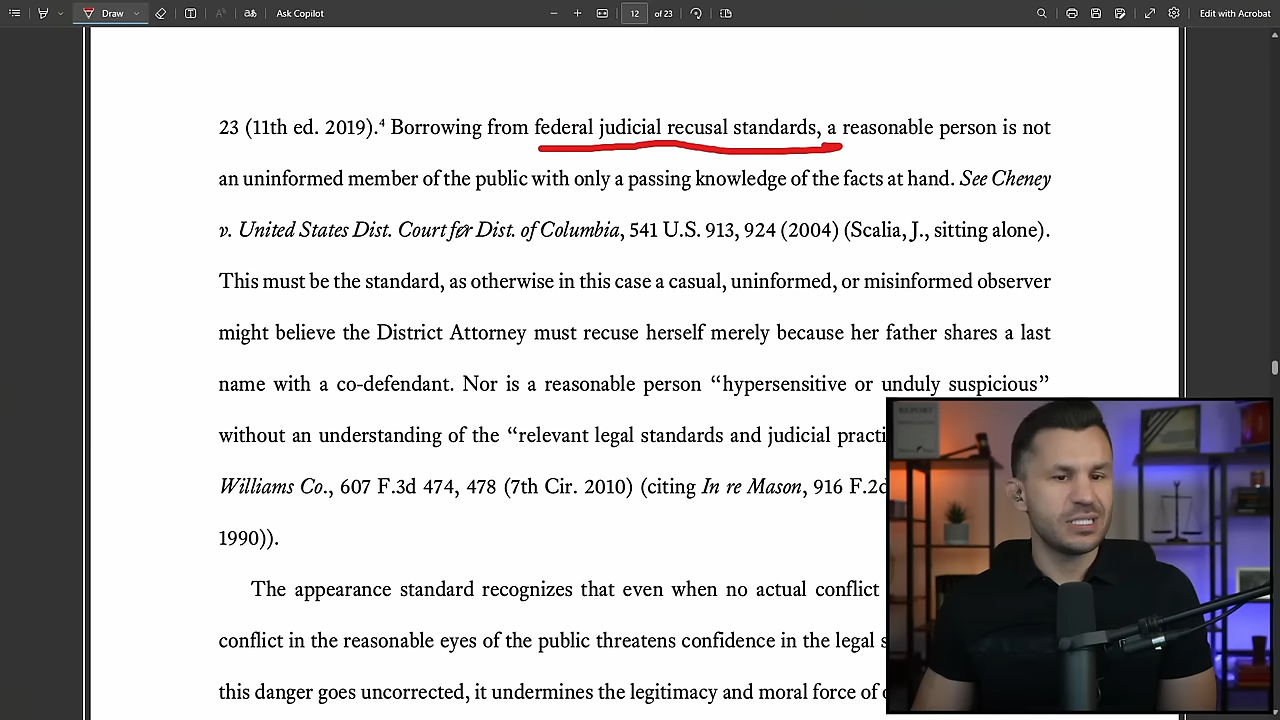 Draw
Ask Copilot
12 of 23
Edit with Acrobat
23 (11th ed. 2019).⁴ Borrowing from federal judicial recusal standards, a reasonable person is not
an uninformed member of the public with only a passing knowledge of the facts at hand. See Cheney
v. United States Dist. Court for Dist. of Columbia, 541 U.S. 913, 924 (2004) (Scalia, J., sitting alone).
This must be the standard, as otherwise in this case a casual, uninformed, or misinformed observer
might believe the District Attorney must recuse herself merely because her father shares a last
name with a co-defendant. Nor is a reasonable person “hypersensitive or unduly suspicious”
without an understanding of the “relevant legal standards and judicial practi
Williams Co., 607 F.3d 474, 478 (7th Cir. 2010) (citing In re Mason, 916 F.2d
1990)).
The appearance standard recognizes that even when no actual conflict
conflict in the reasonable eyes of the public threatens confidence in the legal s
this danger goes uncorrected, it undermines the legitimacy and moral force of
REPORT